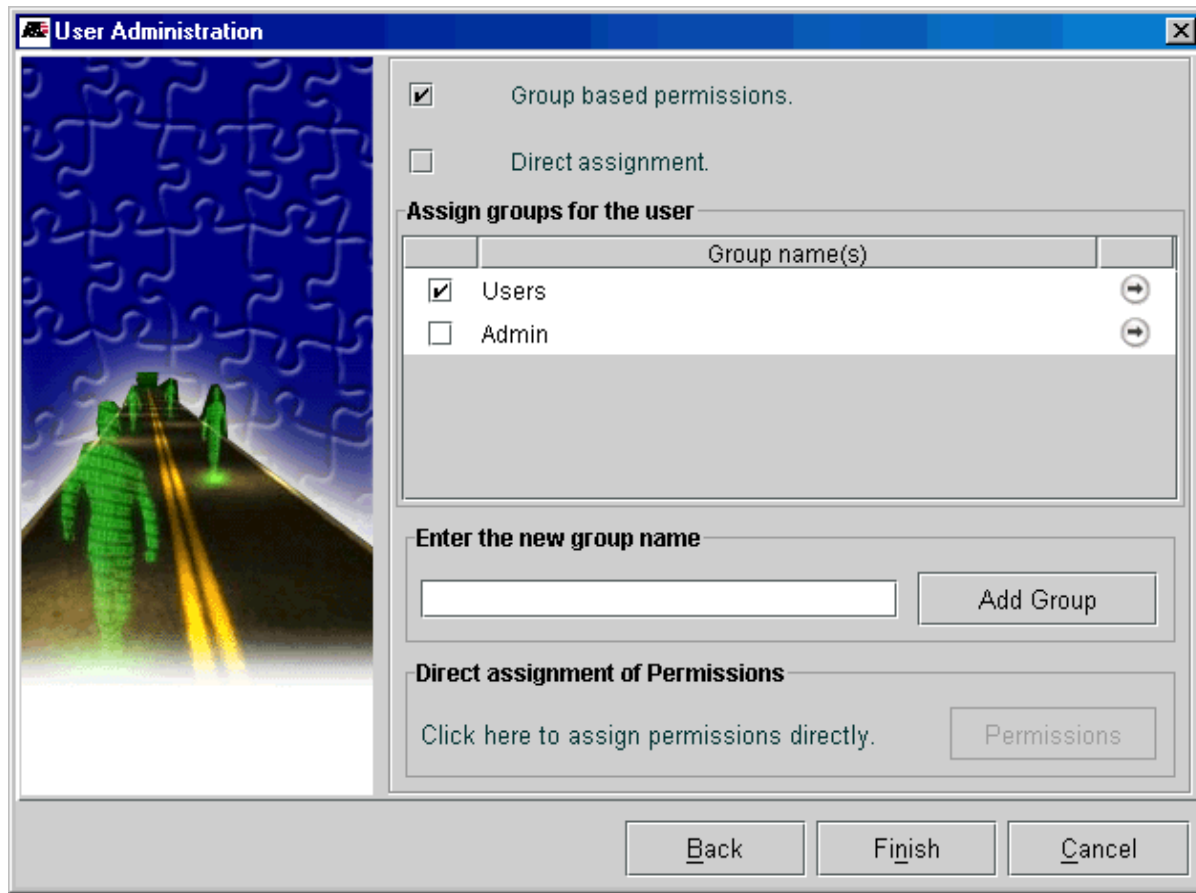 User Administration
Group based permissions.
Direct assignment.
Assign groups for the user
Group name(s)
Users
Admin
Enter the new group name
Add Group
Direct assignment of Permissions
Click here to assign permissions directly.
Permissions
Back
Finish
Cancel